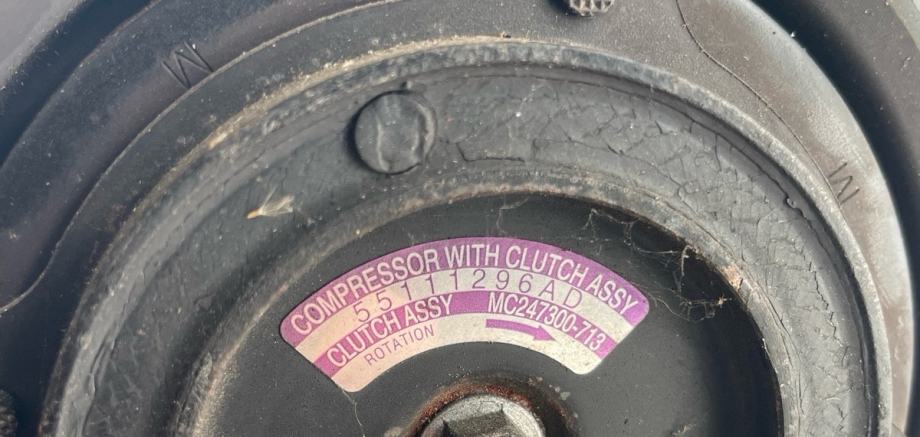 M
M
COMPRESSOR WITH CLUTCH ASSY
55111296AD
CLUTCH ASSY MC247300-713
ROTATION